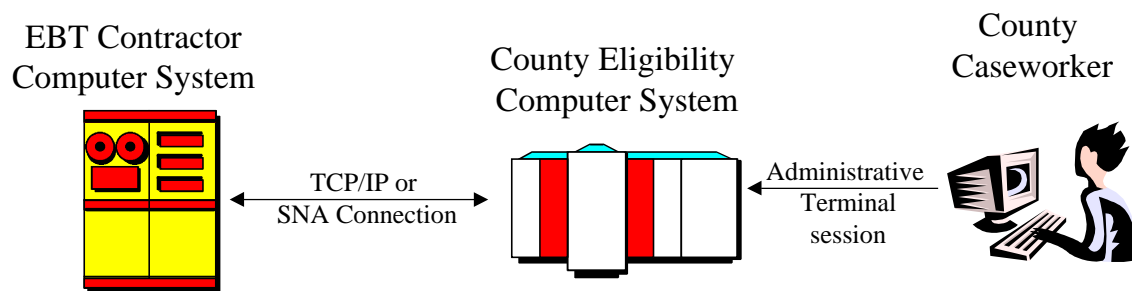 EBT Contractor
Computer System
County Eligibility
Computer System
County
Caseworker
TCP/IP or
SNA Connection
Administrative
Terminal
session